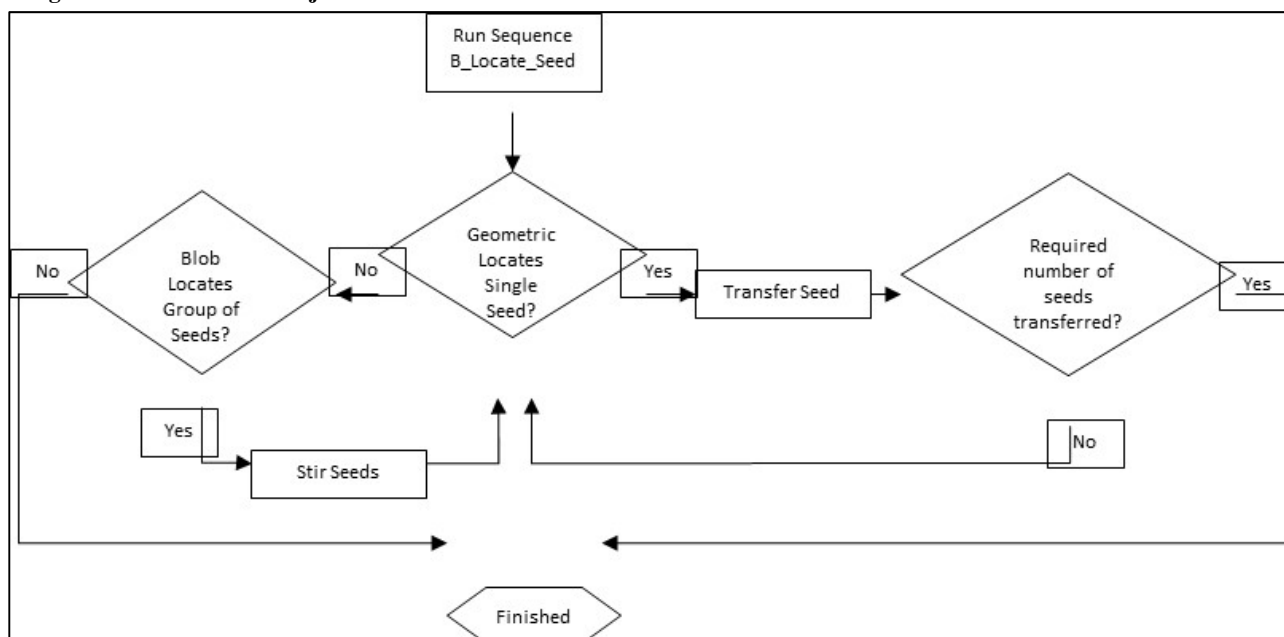 Run Sequence
B_Locate_Seed
Geometric
Locates
Single
Seed?
Blob
Locates
Group of
Seeds?
No
No
Yes
Transfer Seed
Required
number of
seeds
transferred?
Yes
Yes
Stir Seeds
No
Finished